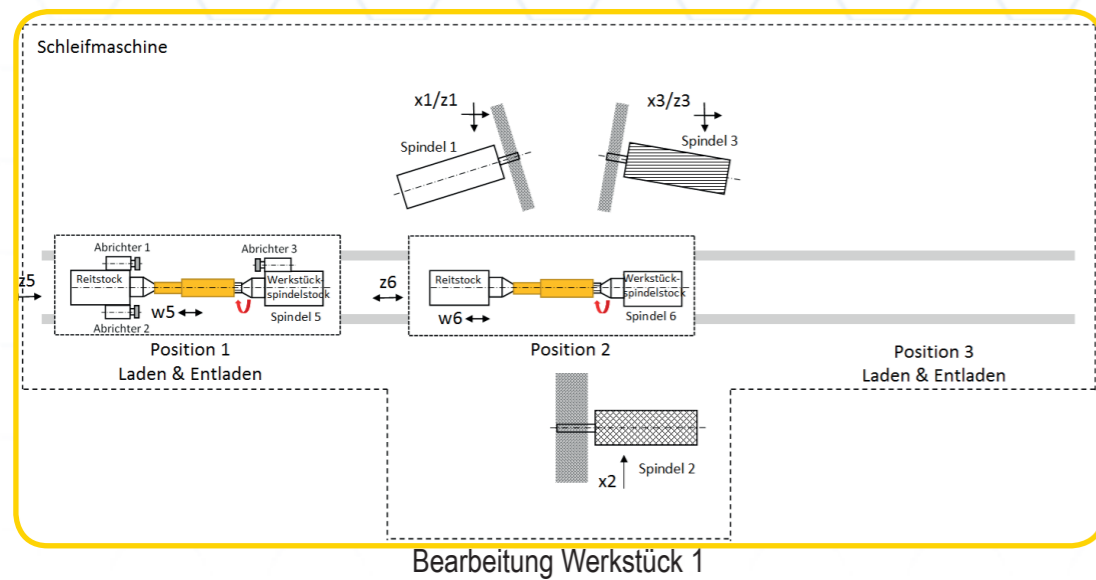 Schleifmaschine
x1/z1
x3/z3
Spindel 1
Spindel 3
Abrichter 1
Abrichter 3
z5
Reitstock
Werkstück-
spindelstock
w5
Abrichter 2
Spindel 5
z6
Reitstock
Werkstück-
spindelstock
w6
Spindel 6
Position 1
Laden & Entladen
Position 2
Position 3
Laden & Entladen
x2
Spindel 2
Bearbeitung Werkstück 1